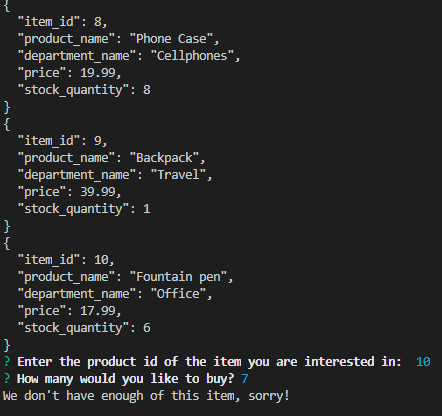 {
  "item_id": 8,
  "product_name": "Phone Case",
  "department_name": "Cellphones",
  "price": 19.99,
  "stock_quantity": 8
}
{
  "item_id": 9,
  "product_name": "Backpack",
  "department_name": "Travel",
  "price": 39.99,
  "stock_quantity": 1
}
{
  "item_id": 10,
  "product_name": "Fountain pen",
  "department_name": "Office",
  "price": 17.99,
  "stock_quantity": 6
}
? Enter the product id of the item you are interested in:  10
? How many would you like to buy? 7
We don't have enough of this item, sorry!